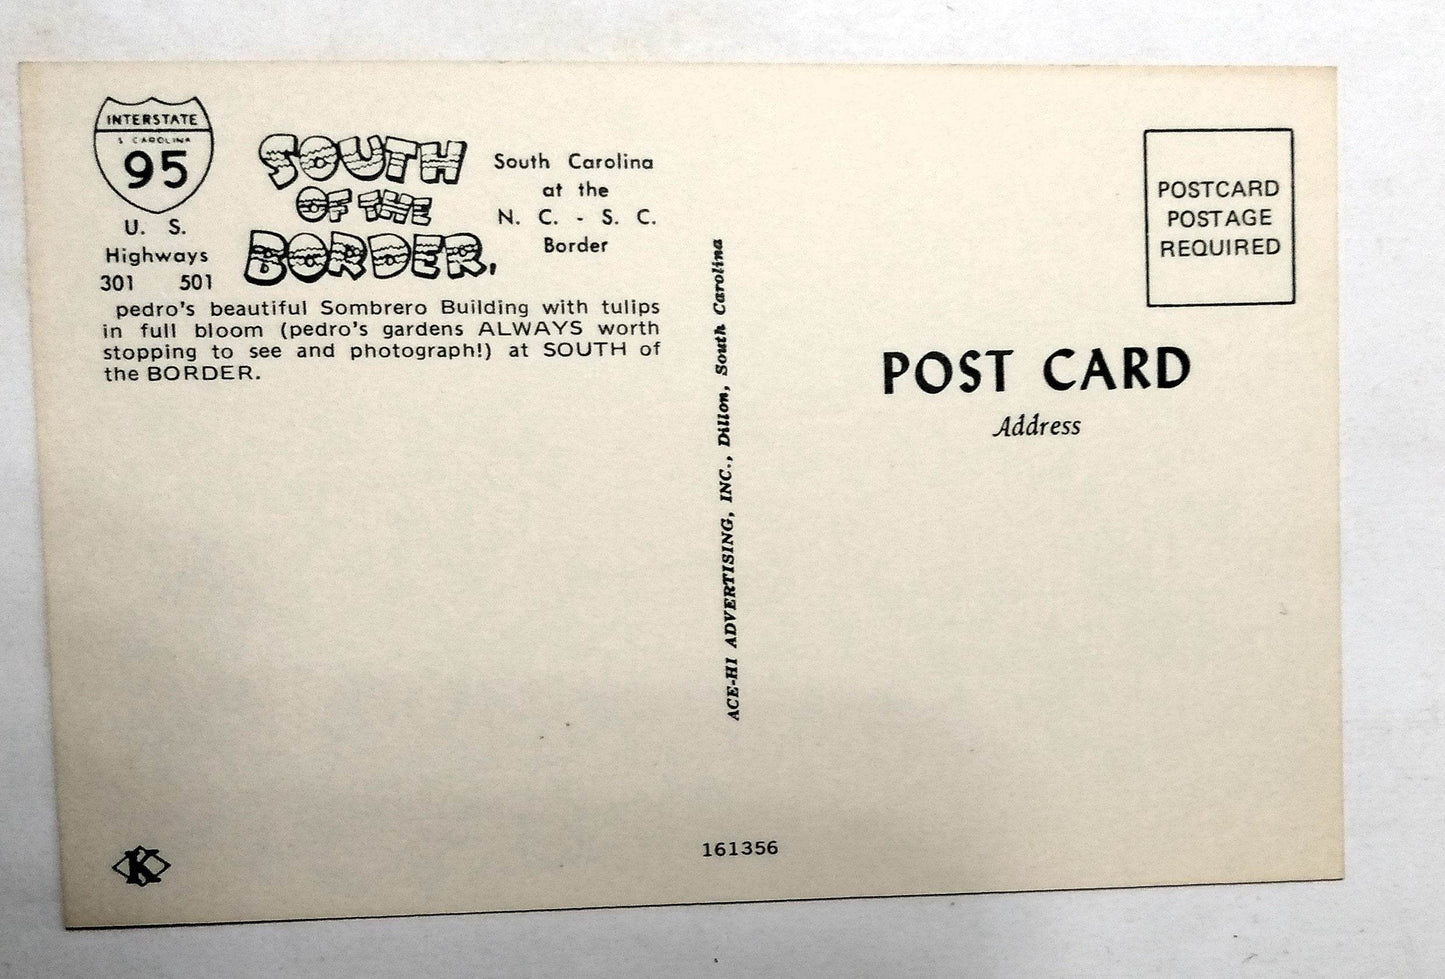 INTERSTATE
S CAROLINA
95
U. S.
Highways
301 501
SOUTH
OF THE
BORDER,
South Carolina
at the
N. C. - S. C.
Border
pedro's beautiful Sombrero Building with tulips
in full bloom (pedro's gardens ALWAYS worth
stopping to see and photograph!) at SOUTH of
the BORDER.
ACE-HI ADVERTISING, INC., Dillon, South Carolina
POSTCARD
POSTAGE
REQUIRED
POST CARD
Address
K
161356